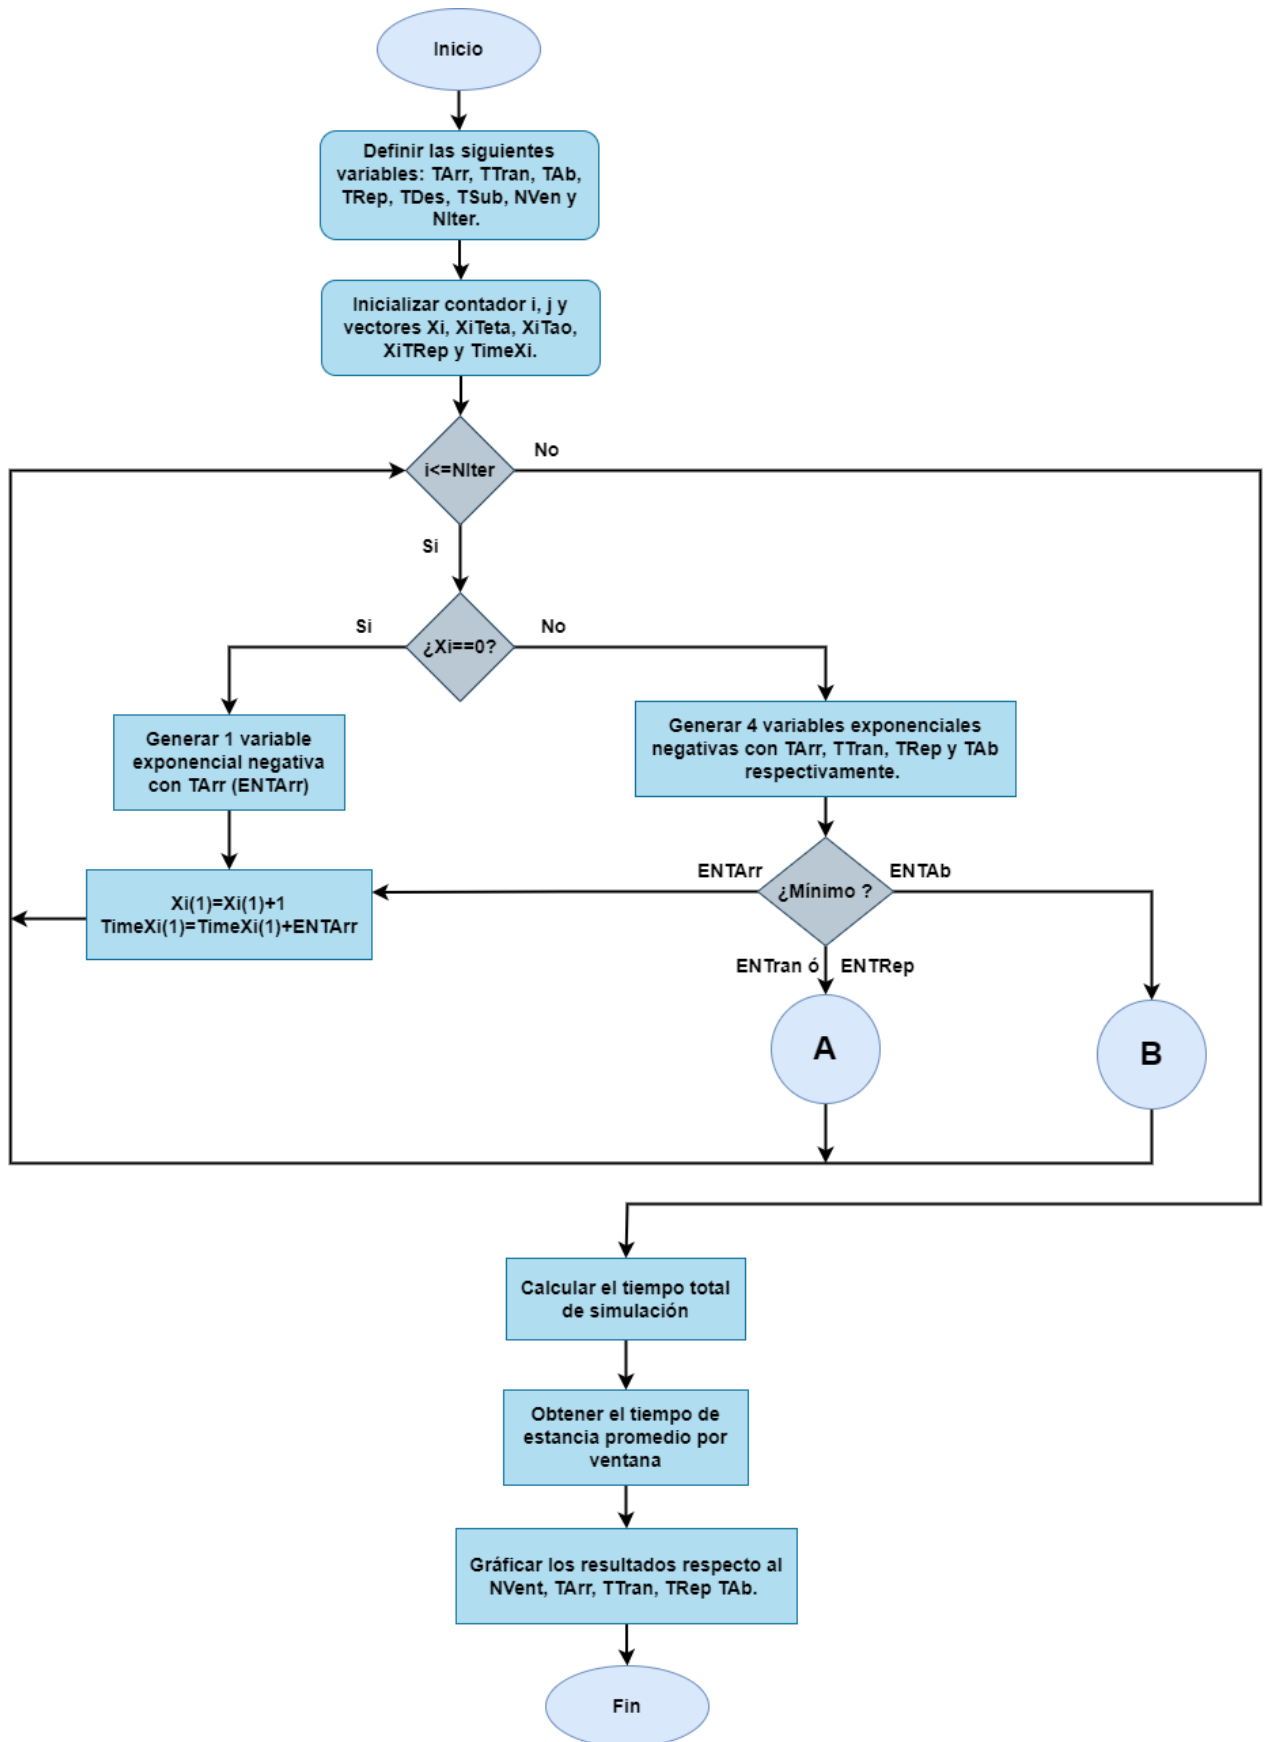 Inicio
Definir las siguientes
variables: TArr, TTran, TAb,
TRep, TDes, TSub, NVen y
NIter.
Inicializar contador i, j y
vectores Xi, XiTeta, XiTao,
XiTRep y TimeXi.
i<=NIter
No
Si
¿Xi==0?
Si
No
Generar 1 variable
exponencial negativa
con TArr (ENTArr)
Generar 4 variables exponenciales
negativas con TArr, TTran, TRep y TAb
respectivamente.
Xi(1)=Xi(1)+1
TimeXi(1)=TimeXi(1)+ENTArr
ENTArr
¿Mínimo ?
ENTAb
ENTran ó
ENTRep
A
B
Calcular el tiempo total
de simulación
Obtener el tiempo de
estancia promedio por
ventana
Gráficar los resultados respecto al
NVent, TArr, TTran, TRep TAb.
Fin